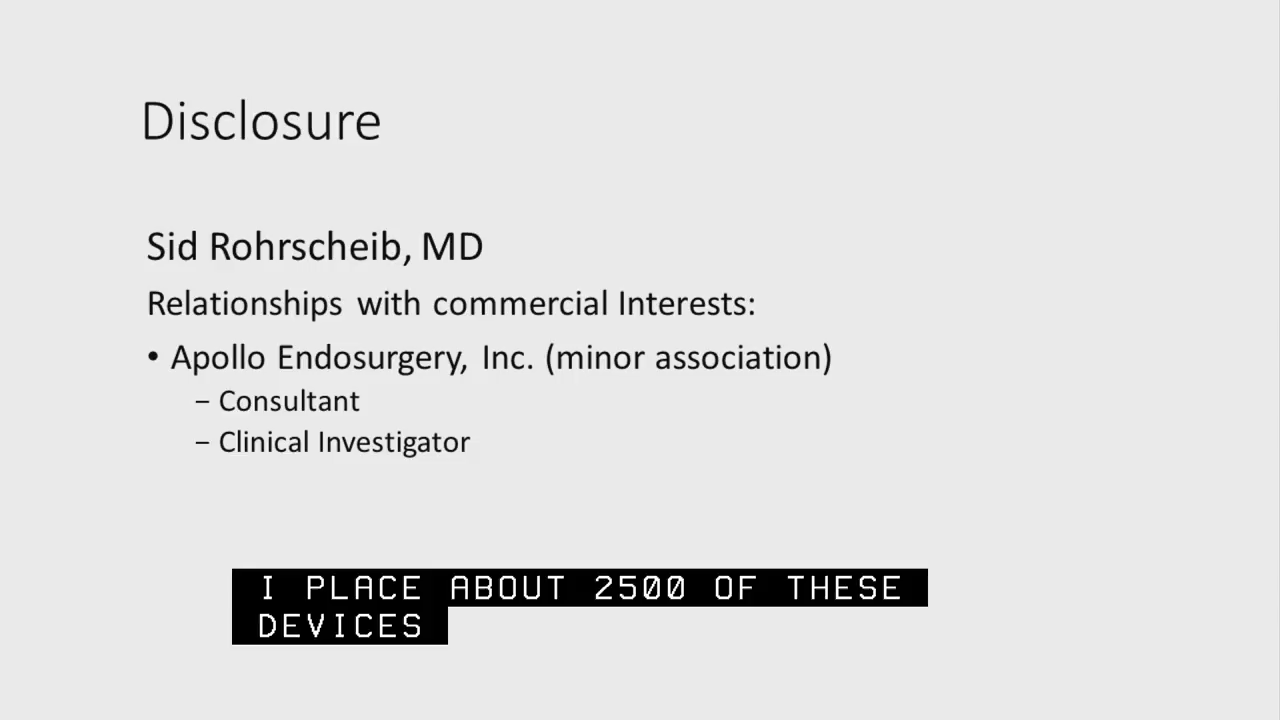 Disclosure
Sid Rohrscheib, MD
Relationships with commercial Interests:
• Apollo Endosurgery, Inc. (minor association)
– Consultant
– Clinical Investigator
I PLACE ABOUT 2500 OF THESE
DEVICES